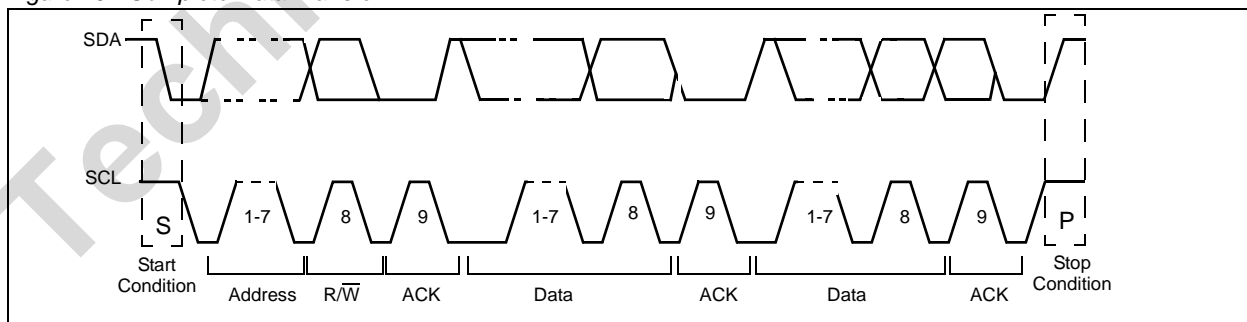 SDA
SCL
S
1-7
8
9
1-7
8
9
1-7
8
9
P
Start
Condition
Address
R/W̅
ACK
Data
ACK
Data
ACK
Stop
Condition
Techn